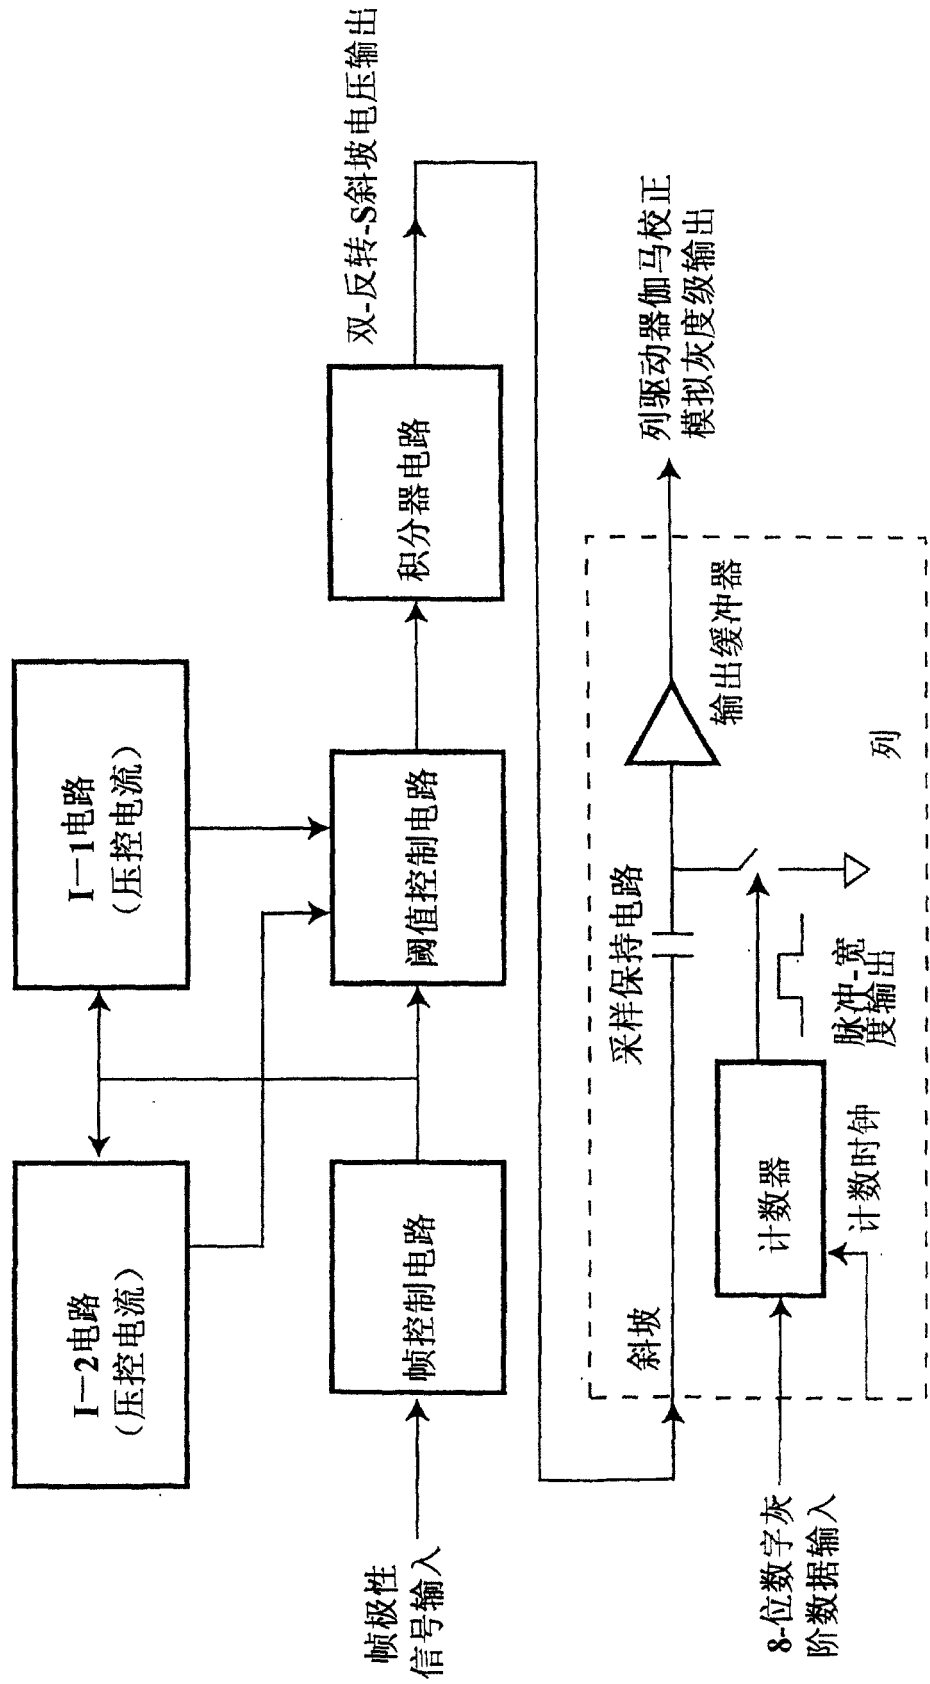 I—2电路
（压控电流）
I—1电路
（压控电流）
帧极性
信号输入
帧控制电路
阈值控制电路
积分器电路
双-反转-S斜坡电压输出
斜坡
采样保持电路
输出缓冲器
列驱动器伽马校正
模拟灰度级输出
8-位数字灰
阶数据输入
计数器
计数时钟
脉冲-宽
度输出
列